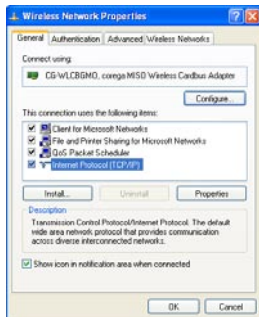 Wireless Network Properties
General Authentication Advanced Wireless Networks
Connect using:
CG-WLCBGMO, corega MISO Wireless Cardbus Adapter
Configure...
This connection uses the following items:
Client for Microsoft Networks
File and Printer Sharing for Microsoft Networks
QoS Packet Scheduler
Internet Protocol (TCP/IP)
Install... Uninstall Properties
Description
Transmission Control Protocol/Internet Protocol. The default
wide area network protocol that provides communication
across diverse interconnected networks.
Show icon in notification area when connected
OK Cancel